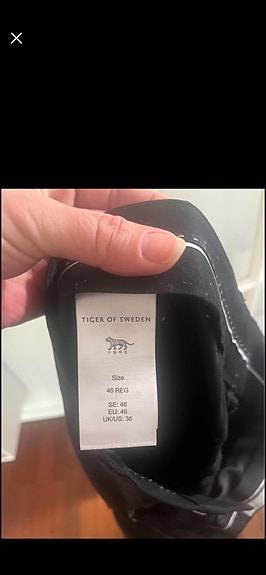 TIGER OF SWEDEN
1903
Size
46 REG
SE: 46
EU: 46
UK/US: 36